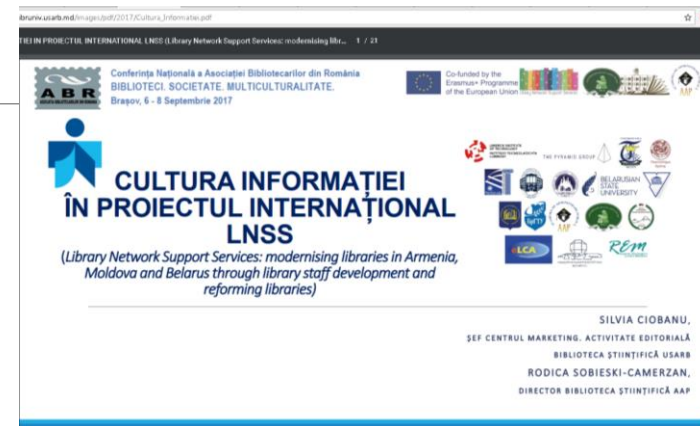 ibruniv.usarb.md/images/pdf/2017/Cultura_Informatiei.pdf
TIEI IN PROIECTUL INTERNATIONAL LNSS (Library Network Support Services: modernising libr... 1 / 21
ABR
Conferința Națională a Asociației Bibliotecarilor din România
BIBLIOTECI. SOCIETATE. MULTICULTURALITATE.
Brașov, 6 - 8 Septembrie 2017
Co-funded by the
Erasmus+ Programme
of the European Union
AAP
THE PYRAMID GROUP
BELARUSIAN
STATE
UNIVERSITY
eLCA
REM
CULTURA INFORMAȚIEI
ÎN PROIECTUL INTERNAȚIONAL
LNSS
(Library Network Support Services: modernising libraries in Armenia,
Moldova and Belarus through library staff development and
reforming libraries)
SILVIA CIOBANU,
ȘEF CENTRUL MARKETING. ACTIVITATE EDITORIALĂ
BIBLIOTECA ȘTIINȚIFICĂ USARB
RODICA SOBIESKI-CAMERZAN,
DIRECTOR BIBLIOTECA ȘTIINȚIFICĂ AAP